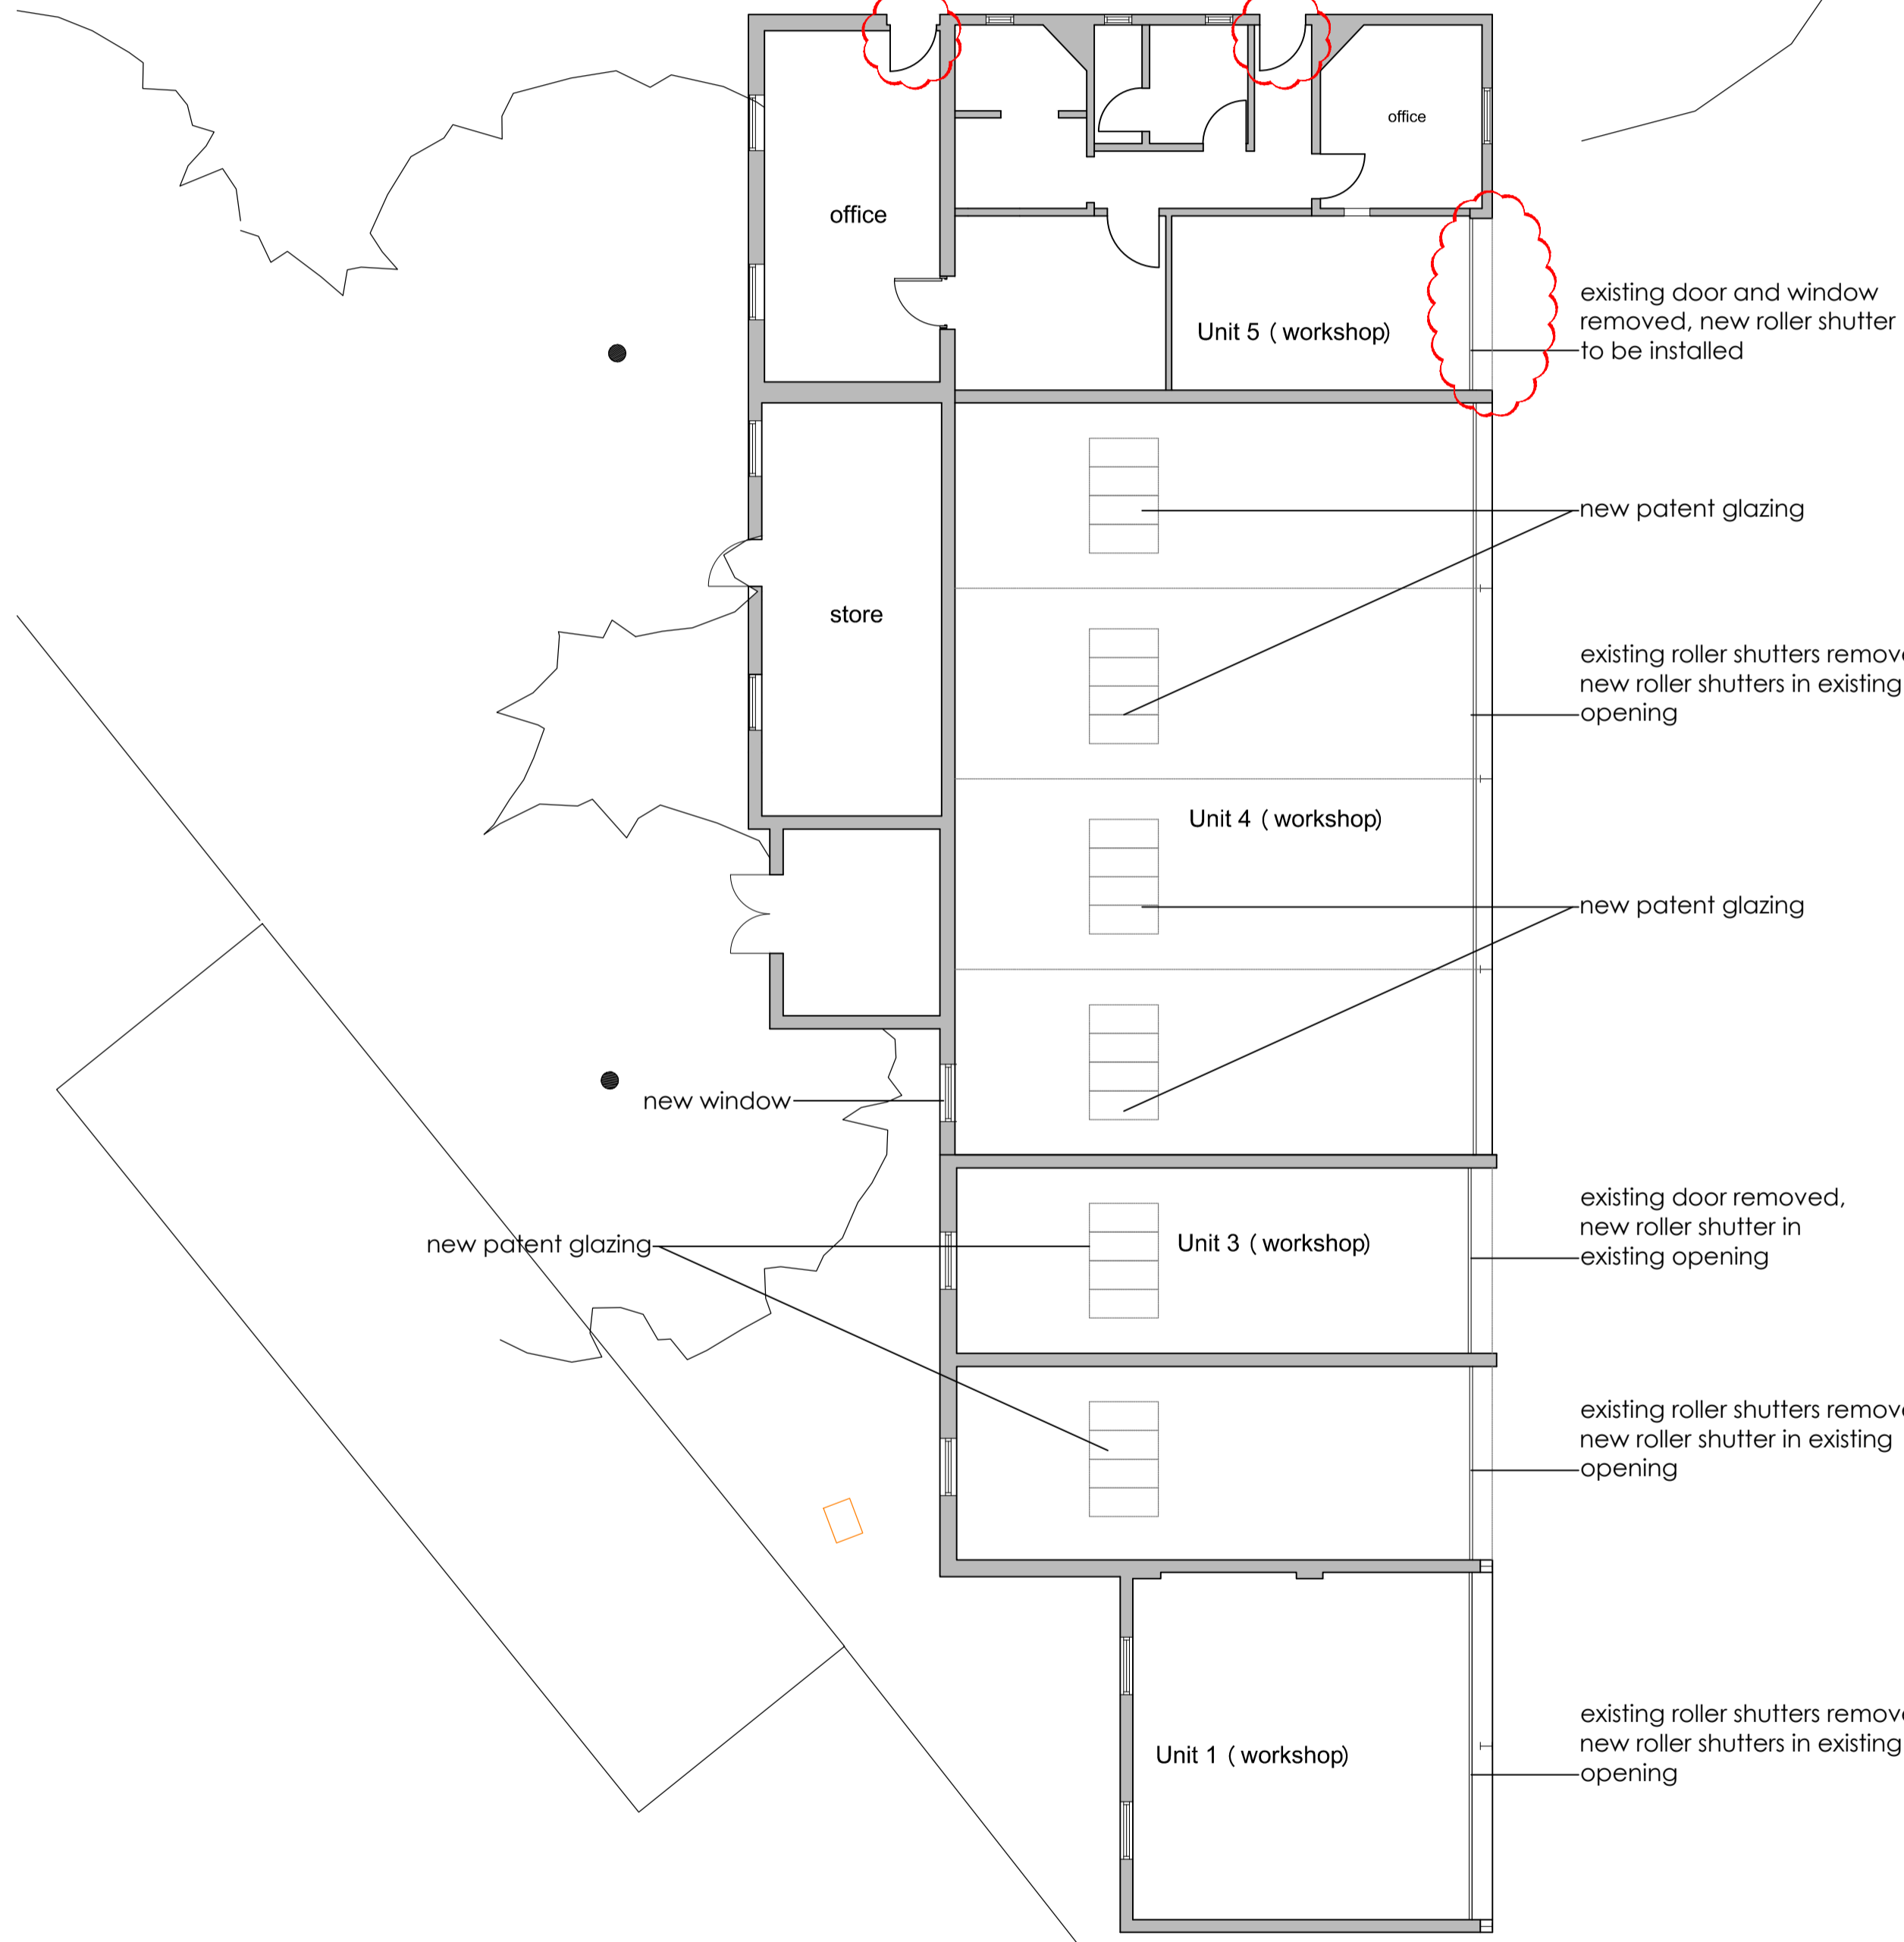 office
office
existing door and window
removed, new roller shutter
to be installed
Unit 5 ( workshop)
new patent glazing
store
existing roller shutters
new roller shutters in existing
opening
Unit 4 ( workshop)
new patent glazing
new window
existing door removed,
new roller shutter in
existing opening
new patent glazing
Unit 3 ( workshop)
existing roller shutters
new roller shutter in existing
opening
existing roller shutters
new roller shutters in existing
opening
Unit 1 ( workshop)